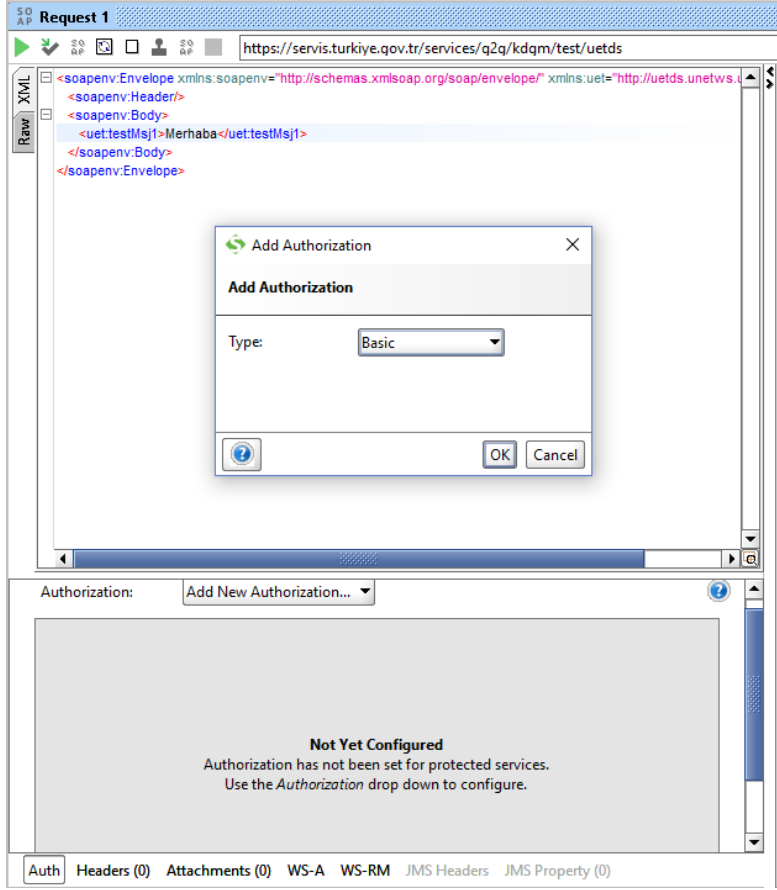 SO AP Request 1
https://servis.turkiye.gov.tr/services/g2g/kdgm/test/uetds
XML
Raw
<soapenv:Envelope xmlns:soapenv="http://schemas.xmlsoap.org/soap/envelope/" xmlns:uet="http://uetds.unetws.u
<soapenv:Header/>
<soapenv:Body>
<uet:testMsj1>Merhaba</uet:testMsj1>
</soapenv:Body>
</soapenv:Envelope>
Add Authorization
Add Authorization
Type: Basic
OK Cancel
Authorization: Add New Authorization...
Not Yet Configured
Authorization has not been set for protected services.
Use the Authorization drop down to configure.
Auth Headers (0) Attachments (0) WS-A WS-RM JMS Headers JMS Property (0)